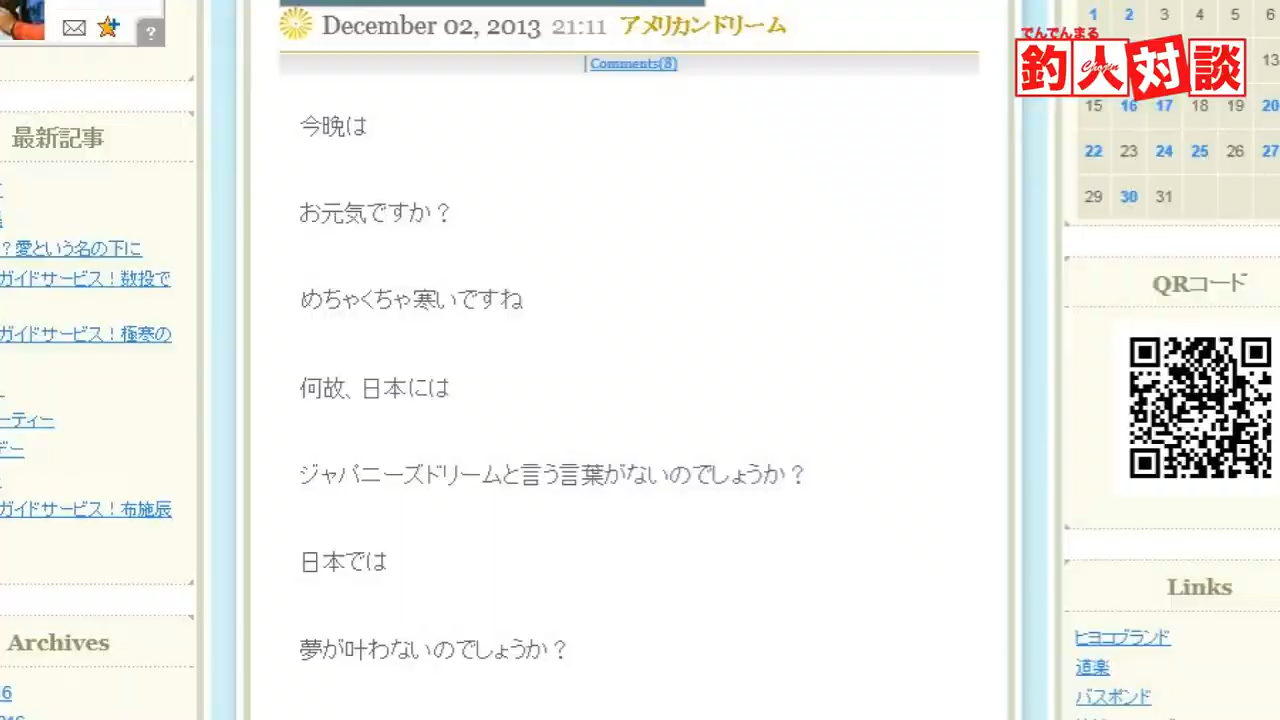 December 02, 2013 21:11 アメリカンドリーム
| Comments(8)
今晩は
お元気ですか？
めちゃくちゃ寒いですね
何故、日本には
ジャパニーズドリームと言う言葉がないのでしょうか？
日本では
夢が叶わないのでしょうか？
?
最新記事
？愛という名の下に
ガイドサービス！数投で
ガイドサービス！極寒の
ーティー
デー
ガイドサービス！布施辰
Archives
6
でんでんまる
釣人対談
Chojin
1 2 3 4 5 6
13
15 16 17 18 19 20
22 23 24 25 26 27
29 30 31
QRコード
Links
ヒヨコブランド
道楽
バスポンド